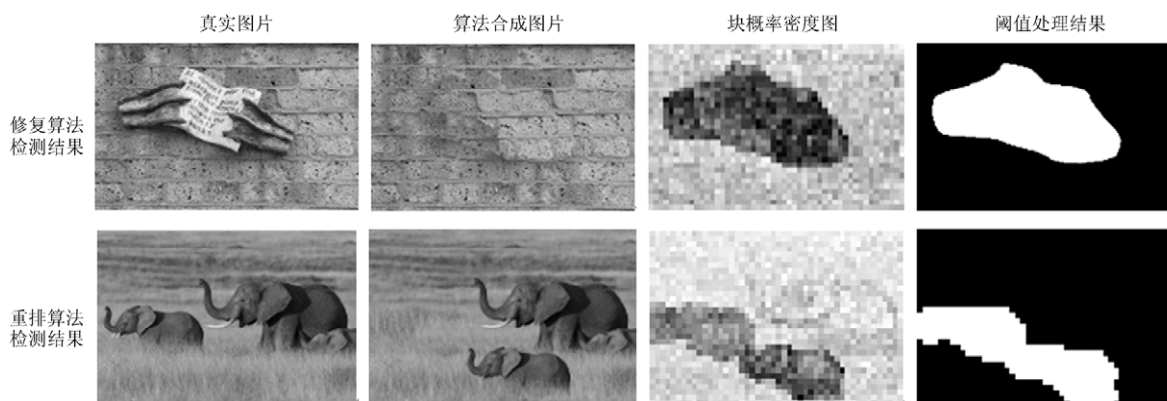 真实图片
算法合成图片
块概率密度图
阈值处理结果
修复算法
检测结果
重排算法
检测结果